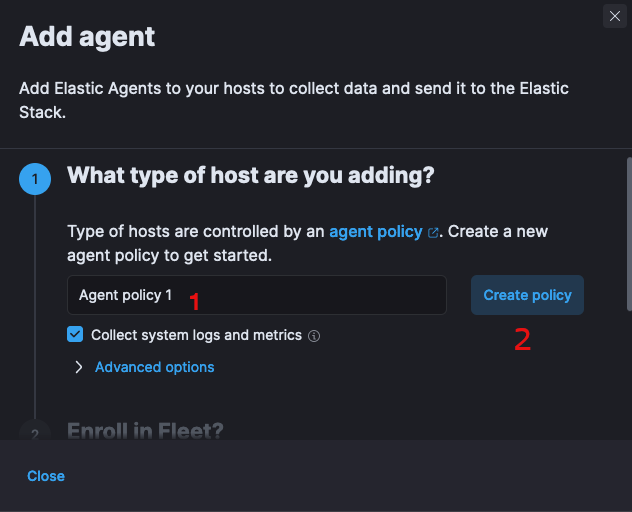 Add agent
Add Elastic Agents to your hosts to collect data and send it to the Elastic
Stack.
1 What type of host are you adding?
Type of hosts are controlled by an agent policy. Create a new
agent policy to get started.
Agent policy 1 1 Create policy
Collect system logs and metrics 2
Advanced options
2 Enroll in Fleet?
Close